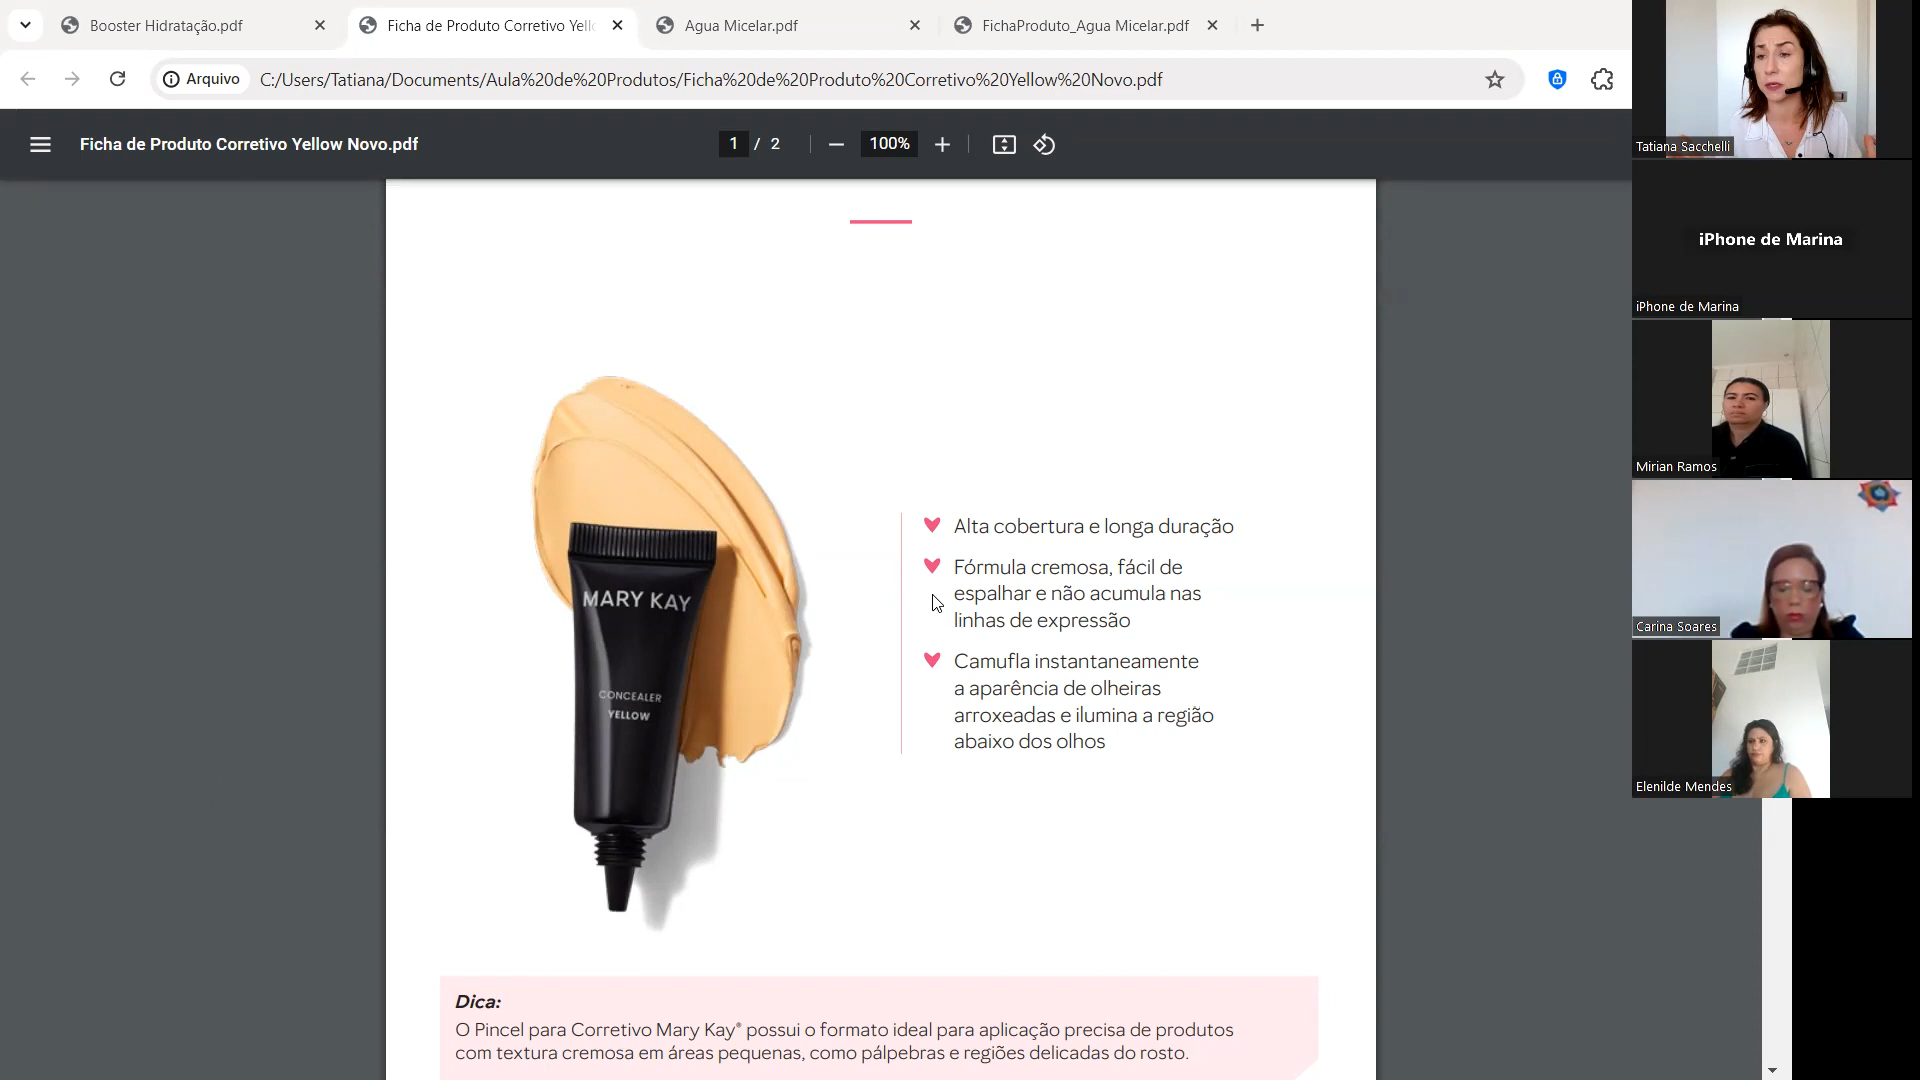 Booster Hidratação.pdf
Ficha de Produto Corretivo Yello
Agua Micelar.pdf
FichaProduto_Agua Micelar.pdf
Arquivo
C:/Users/Tatiana/Documents/Aula%20de%20Produtos/Ficha%20de%20Produto%20Corretivo%20Yellow%20Novo.pdf
Ficha de Produto Corretivo Yellow Novo.pdf
1 / 2
100%
MARY KAY
CONCEALER
YELLOW
Alta cobertura e longa duração
Fórmula cremosa, fácil de
espalhar e não acumula nas
linhas de expressão
Camufla instantaneamente
a aparência de olheiras
arroxeadas e ilumina a região
abaixo dos olhos
Dica:
O Pincel para Corretivo Mary Kay® possui o formato ideal para aplicação precisa de produtos
com textura cremosa em áreas pequenas, como pálpebras e regiões delicadas do rosto.
Tatiana Sacchelli
iPhone de Marina
iPhone de Marina
Mirian Ramos
Carina Soares
Elenilde Mendes